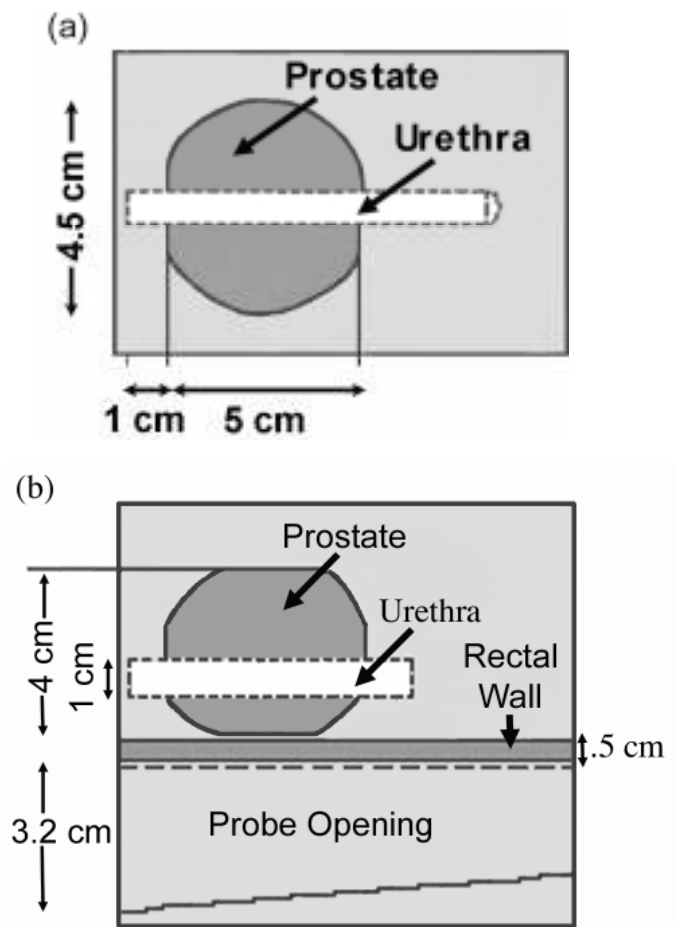 (a)
Prostate
Urethra
4.5 cm
1 cm
5 cm
(b)
Prostate
Urethra
4 cm
1 cm
Rectal
Wall
.5 cm
3.2 cm
Probe Opening